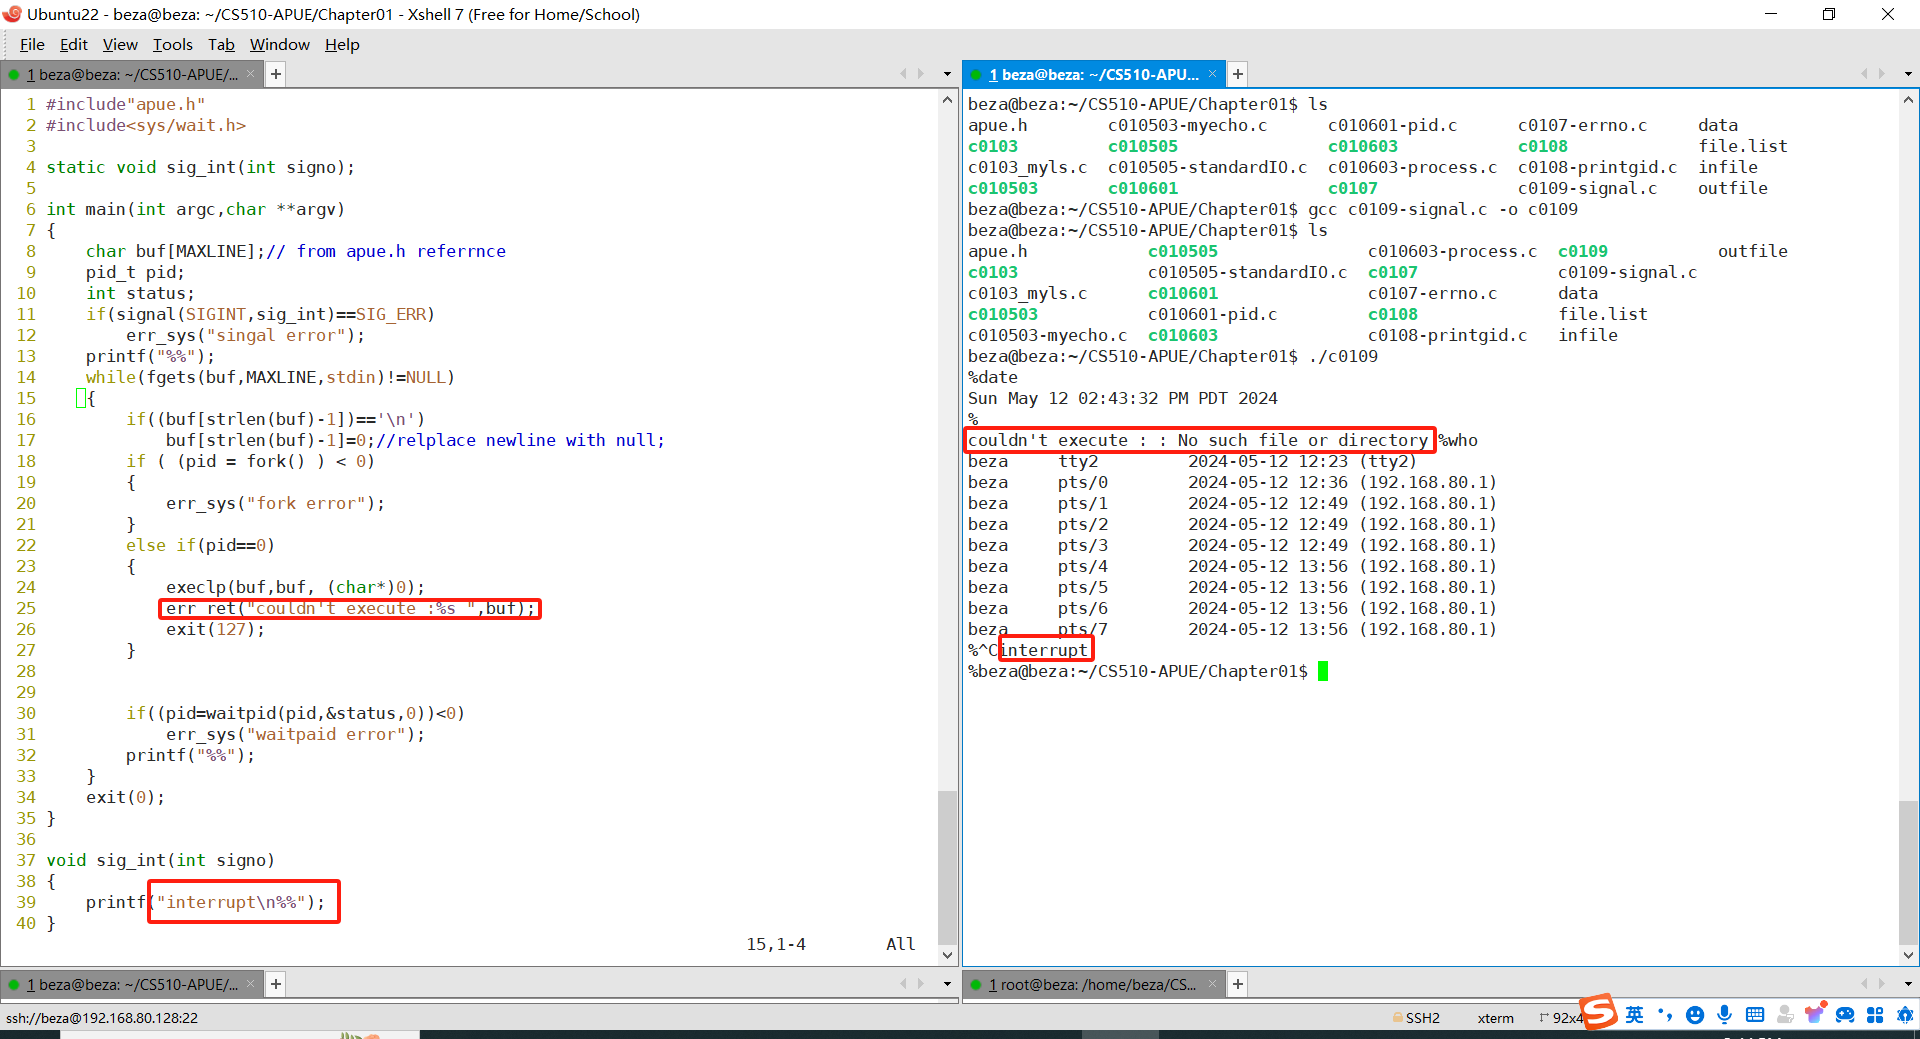 Ubuntu22 - beza@beza: ~/CS510-APUE/Chapter01 - Xshell 7 (Free for Home/School)
File Edit View Tools Tab Window Help
1 beza@beza: ~/CS510-APUE/...
1 #include"apue.h"
2 #include<sys/wait.h>
3
4 static void sig_int(int signo);
5
6 int main(int argc,char **argv)
7 {
8     char buf[MAXLINE];// from apue.h referrnce
9     pid_t pid;
10     int status;
11     if(signal(SIGINT,sig_int)==SIG_ERR)
12         err_sys("singal error");
13     printf("%%");
14     while(fgets(buf,MAXLINE,stdin)!=NULL)
15     {
16         if((buf[strlen(buf)-1])=='\n')
17             buf[strlen(buf)-1]=0;//relplace newline with null;
18         if ( (pid = fork() ) < 0)
19         {
20             err_sys("fork error");
21         }
22         else if(pid==0)
23         {
24             execlp(buf,buf, (char*)0);
25             err_ret("couldn't execute :%s ",buf);
26             exit(127);
27         }
28
29
30         if((pid=waitpid(pid,&status,0))<0)
31             err_sys("waitpaid error");
32         printf("%%");
33     }
34     exit(0);
35 }
36
37 void sig_int(int signo)
38 {
39     printf("interrupt\n%%");
40 }
15,1-4 All
1 beza@beza: ~/CS510-APU...
beza@beza:~/CS510-APUE/Chapter01$ ls
apue.h c010503-myecho.c c010601-pid.c c0107-errno.c data
c0103 c010505 c010603 c0108 file.list
c0103_myls.c c010505-standardIO.c c010603-process.c c0108-printgid.c infile
c010503 c010601 c0107 c0109-signal.c outfile
beza@beza:~/CS510-APUE/Chapter01$ gcc c0109-signal.c -o c0109
beza@beza:~/CS510-APUE/Chapter01$ ls
apue.h c010505 c010603-process.c c0109 outfile
c0103 c010505-standardIO.c c0107 c0109-signal.c
c0103_myls.c c010601 c0107-errno.c data
c010503 c010601-pid.c c0108 file.list
c010503-myecho.c c010603 c0108-printgid.c infile
beza@beza:~/CS510-APUE/Chapter01$ ./c0109
%date
Sun May 12 02:43:32 PM PDT 2024
%
couldn't execute : : No such file or directory %who
beza tty2 2024-05-12 12:23 (tty2)
beza pts/0 2024-05-12 12:36 (192.168.80.1)
beza pts/1 2024-05-12 12:49 (192.168.80.1)
beza pts/2 2024-05-12 12:49 (192.168.80.1)
beza pts/3 2024-05-12 12:49 (192.168.80.1)
beza pts/4 2024-05-12 13:56 (192.168.80.1)
beza pts/5 2024-05-12 13:56 (192.168.80.1)
beza pts/6 2024-05-12 13:56 (192.168.80.1)
beza pts/7 2024-05-12 13:56 (192.168.80.1)
%^Cinterrupt
%beza@beza:~/CS510-APUE/Chapter01$
1 beza@beza: ~/CS510-APUE/...
1 root@beza: /home/beza/CS...
ssh://beza@192.168.80.128:22 SSH2 xterm 92x4 英